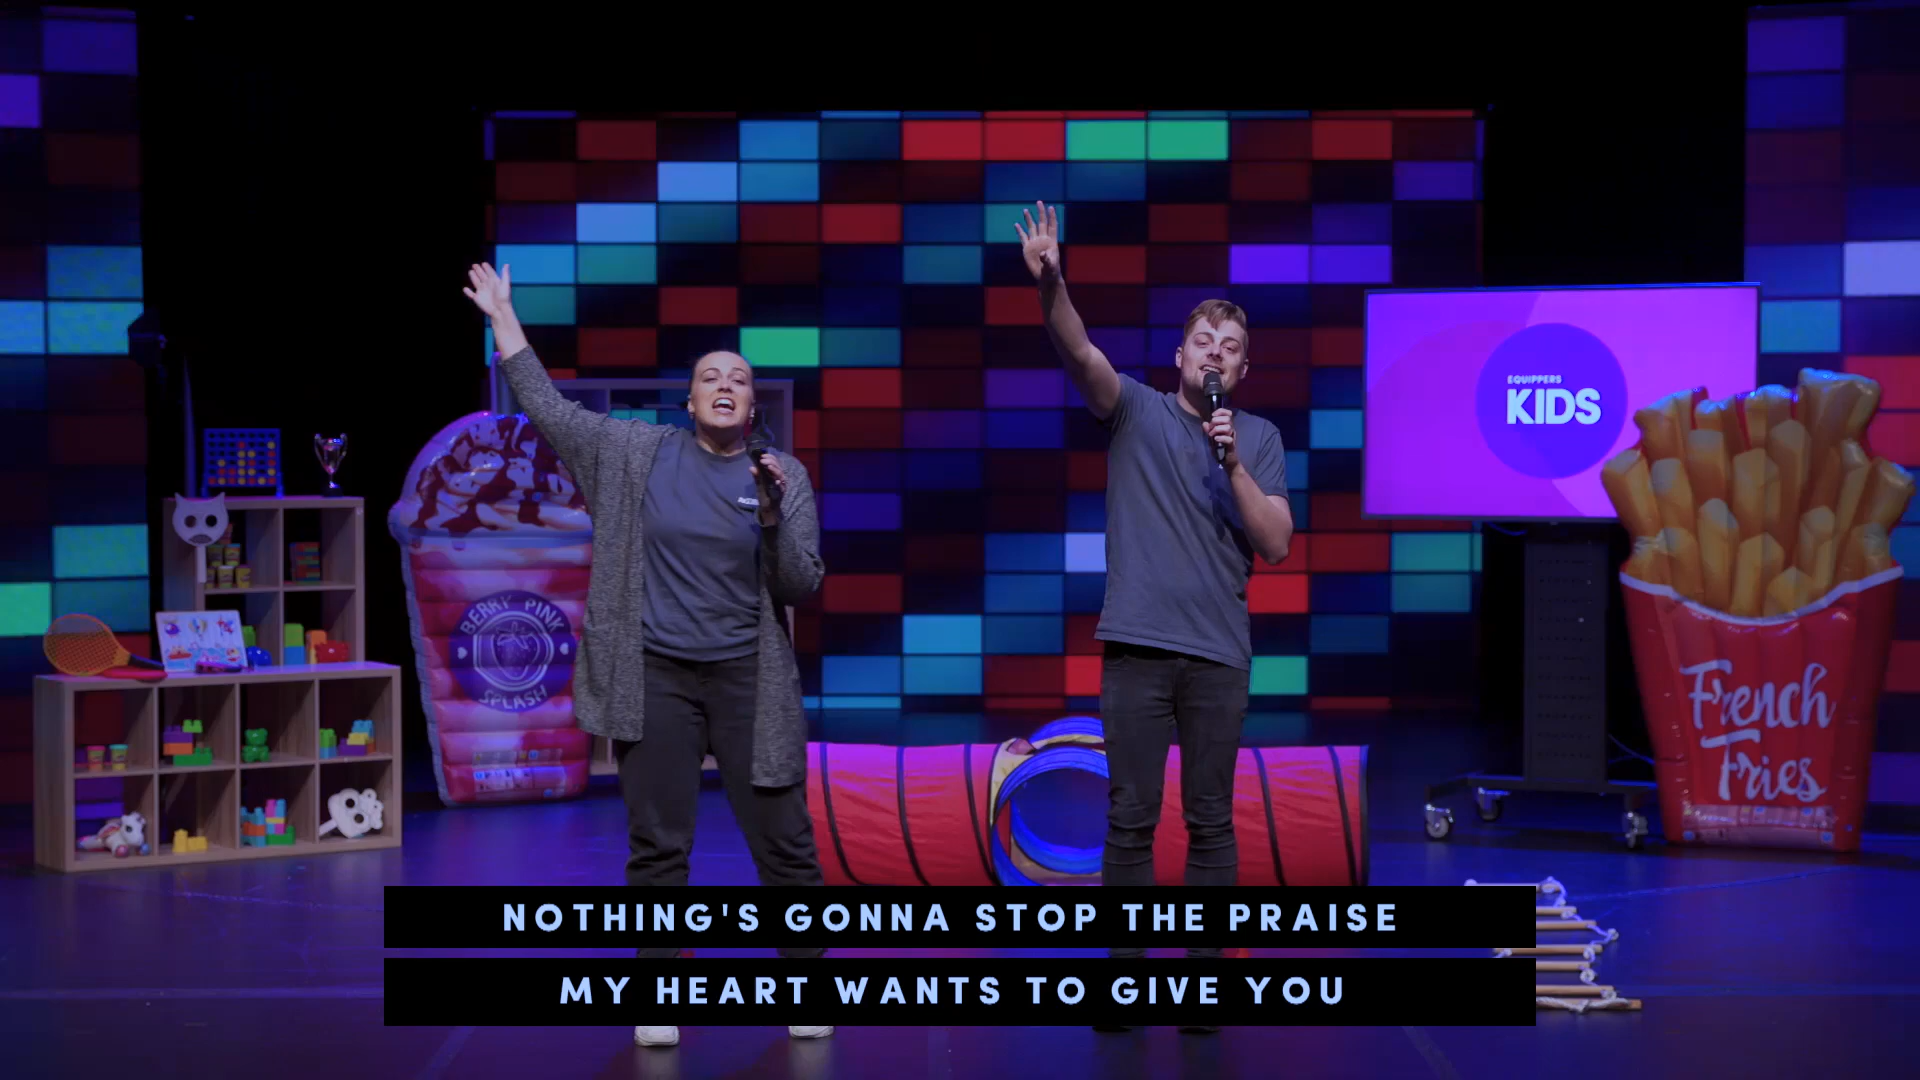 EQUIPPERS
KIDS
BERRY PINK
SPLASH
French
Fries
NOTHING'S GONNA STOP THE PRAISE
MY HEART WANTS TO GIVE YOU